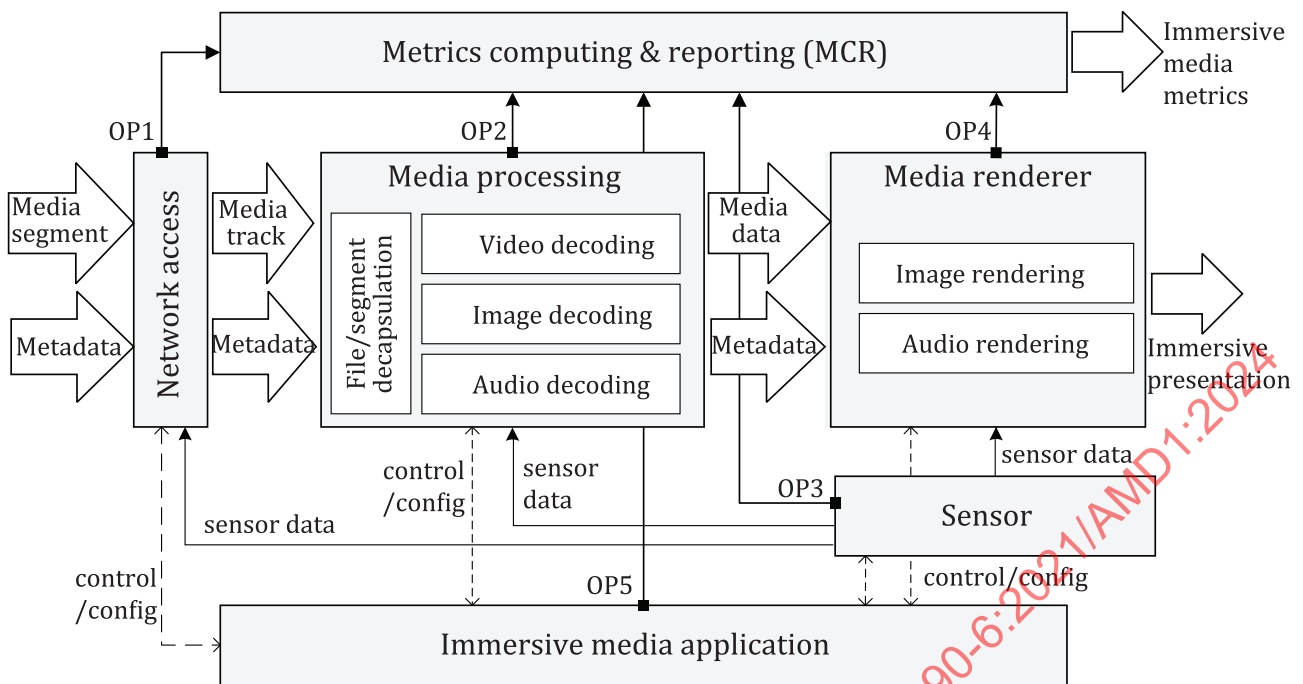 Metrics computing & reporting (MCR)
Immersive
media
metrics
OP1
OP2
OP4
Media
segment
Metadata
Network access
Media
track
Metadata
Media processing
File/segment
decapsulation
Video decoding
Image decoding
Audio decoding
Media
data
Metadata
Media renderer
Image rendering
Audio rendering
Immersive
presentation
control
/config
sensor
data
OP3
sensor data
Sensor
sensor data
control
/config
OP5
control/config
Immersive media application
90-6:2021/AMD1:2024